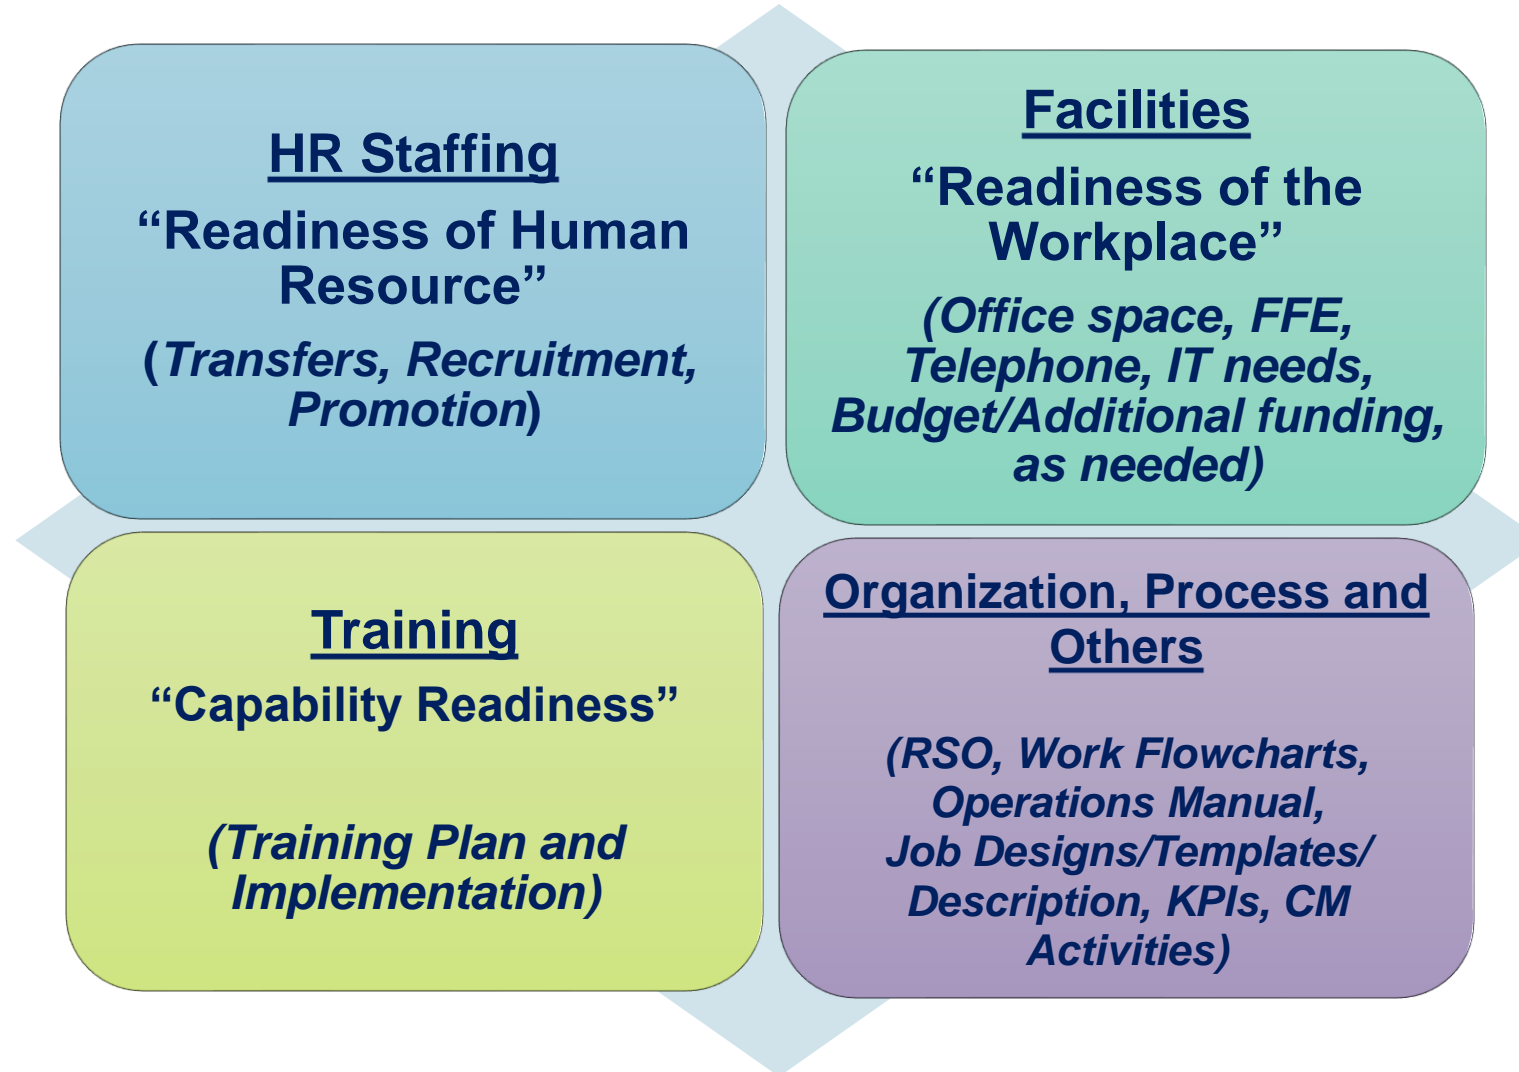 HR Staffing
“Readiness of Human
Resource”
(Transfers, Recruitment,
Promotion)
Facilities
“Readiness of the
Workplace”
(Office space, FFE,
Telephone, IT needs,
Budget/Additional funding,
as needed)
Training
“Capability Readiness”
(Training Plan and
Implementation)
Organization, Process and
Others
(RSO, Work Flowcharts,
Operations Manual,
Job Designs/Templates/
Description, KPIs, CM
Activities)